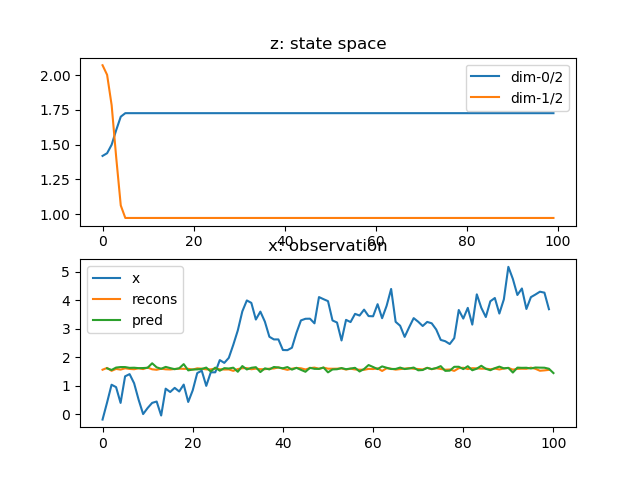 z: state space
2.00
1.75
1.50
1.25
1.00
dim-0/2
dim-1/2
0 20 40 60 80 100
x: observation
5
4
3
2
1
0
x
recons
pred
0 20 40 60 80 100